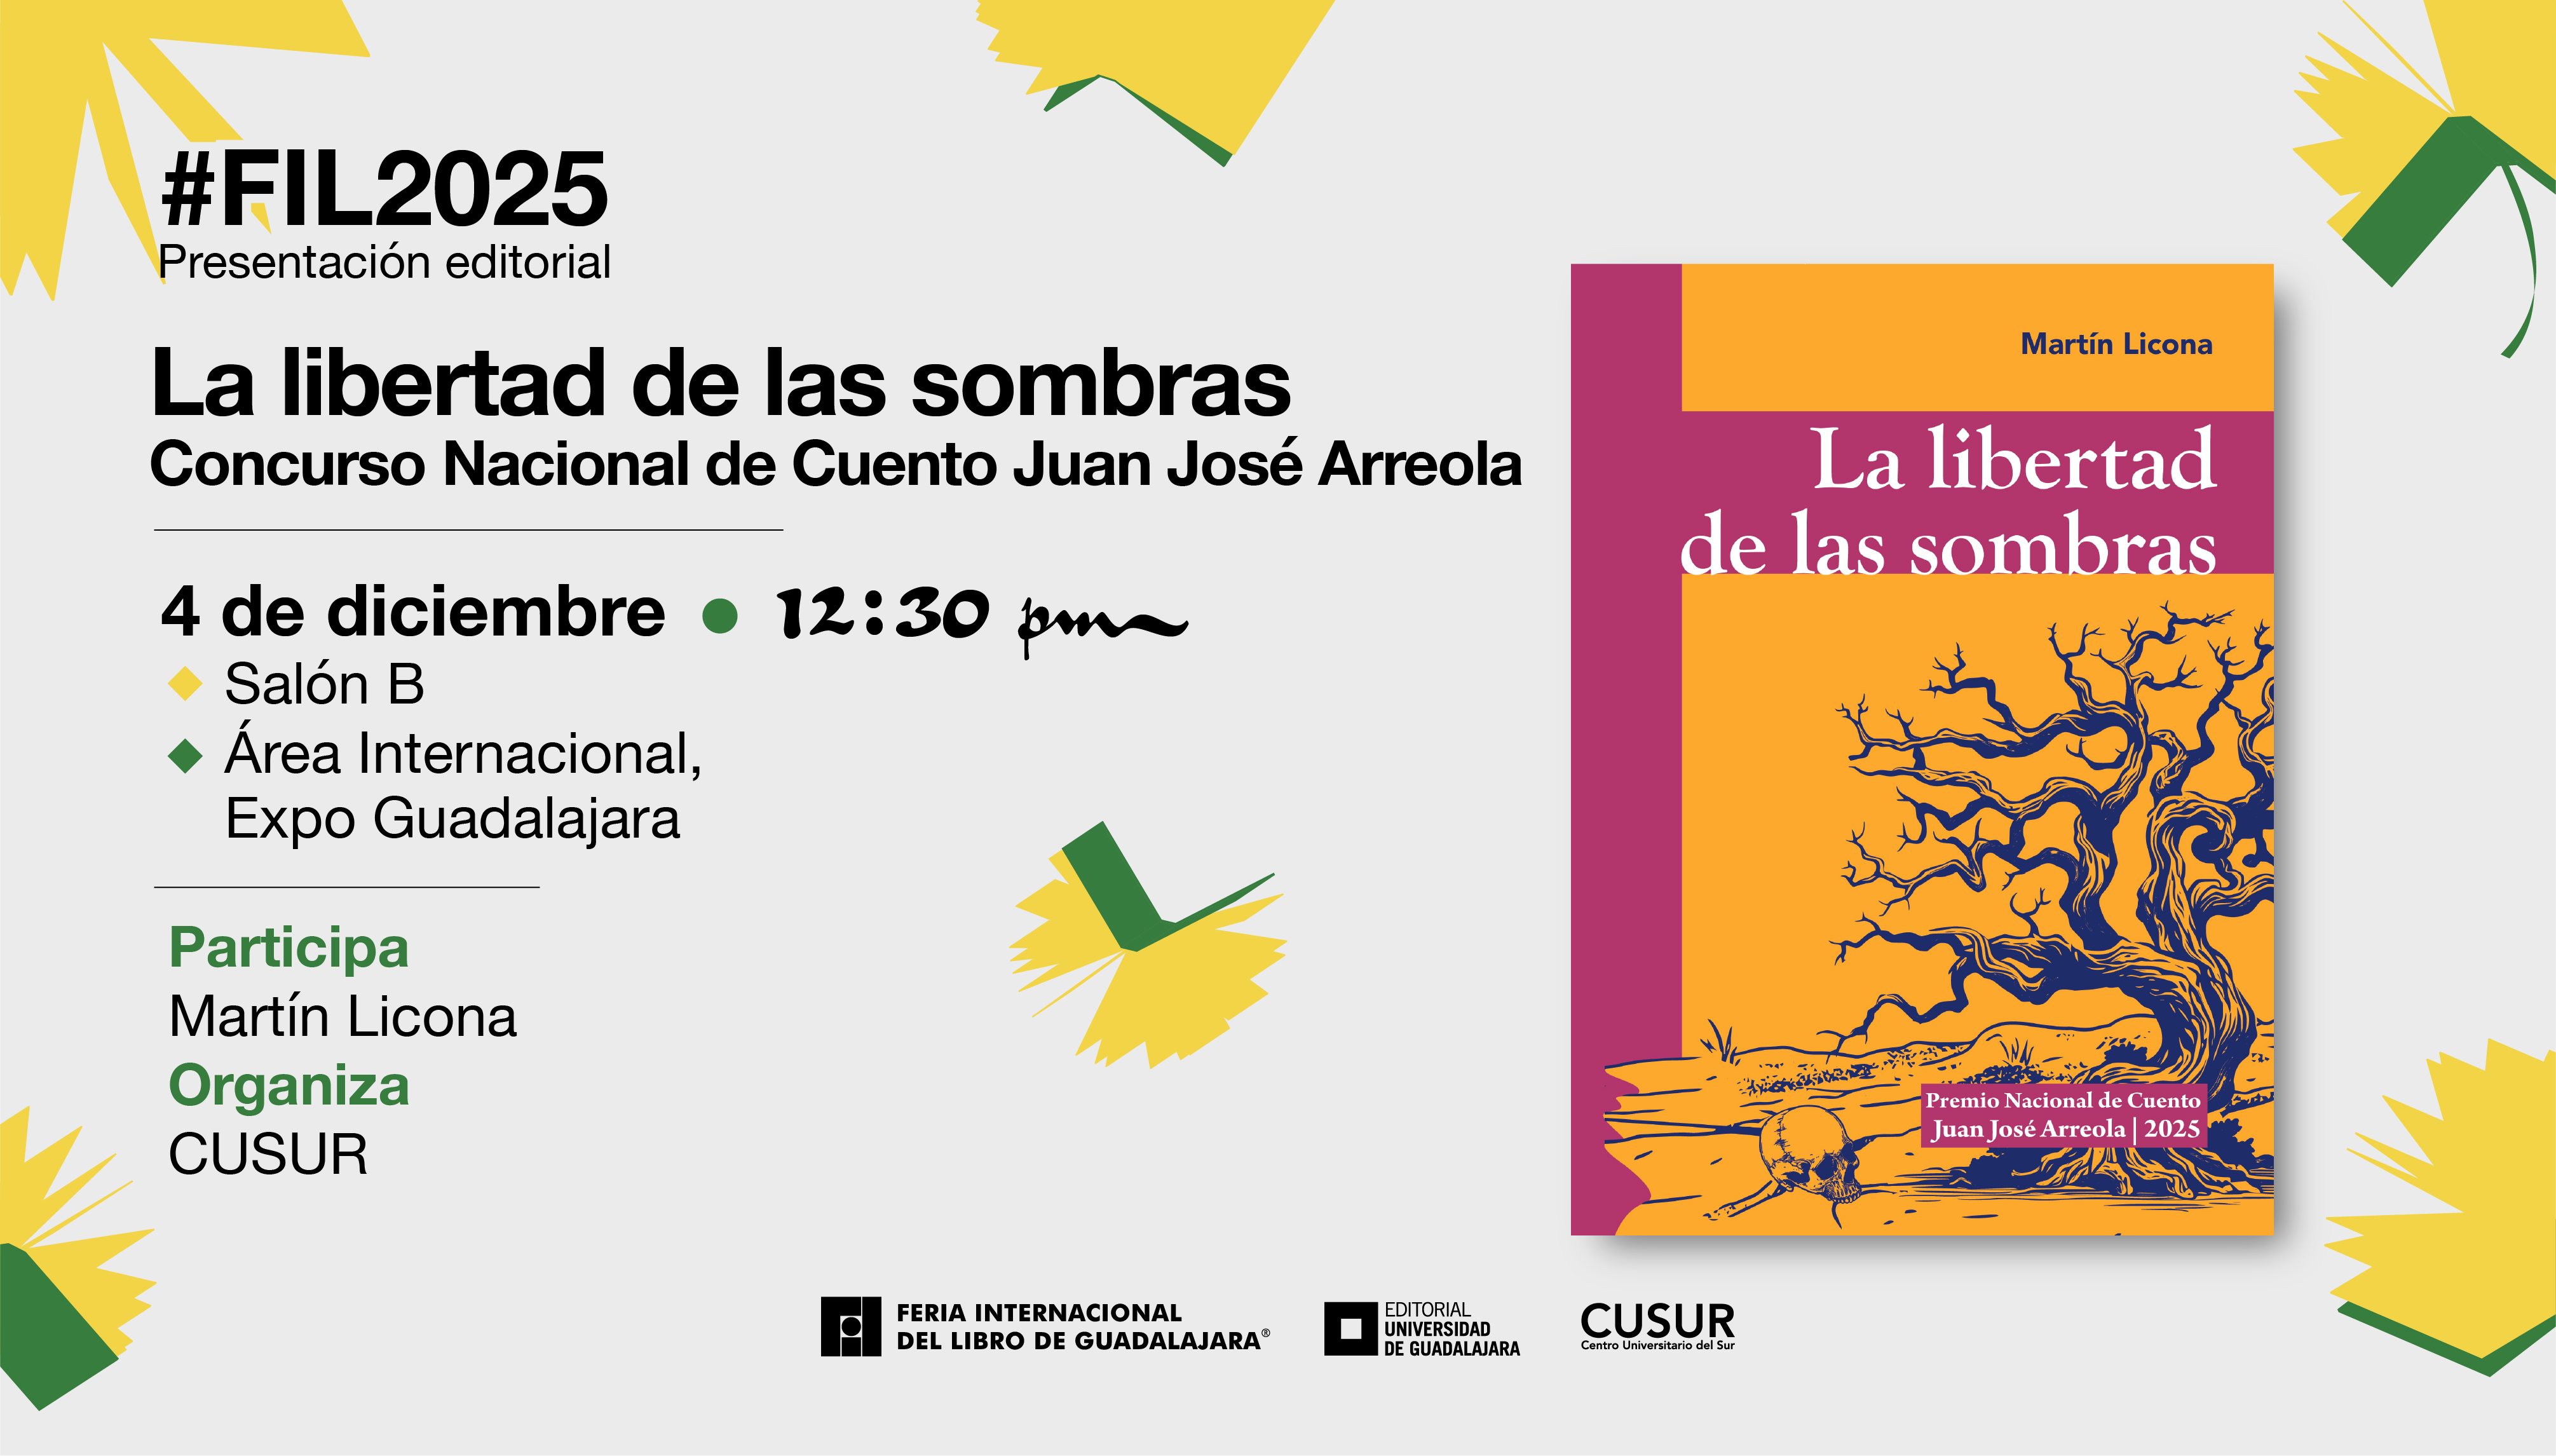 #FIL2025
Presentación editorial
La libertad de las sombras
Concurso Nacional de Cuento Juan José Arreola
4 de diciembre ● 12:30 pm
Salón B
Área Internacional,
Expo Guadalajara
Participa
Martín Licona
Organiza
CUSUR
Martín Licona
La libertad
de las sombras
Premio Nacional de Cuento
Juan José Arreola | 2025
FERIA INTERNACIONAL
DEL LIBRO DE GUADALAJARA®
EDITORIAL
UNIVERSIDAD
DE GUADALAJARA
CUSUR
Centro Universitario del Sur